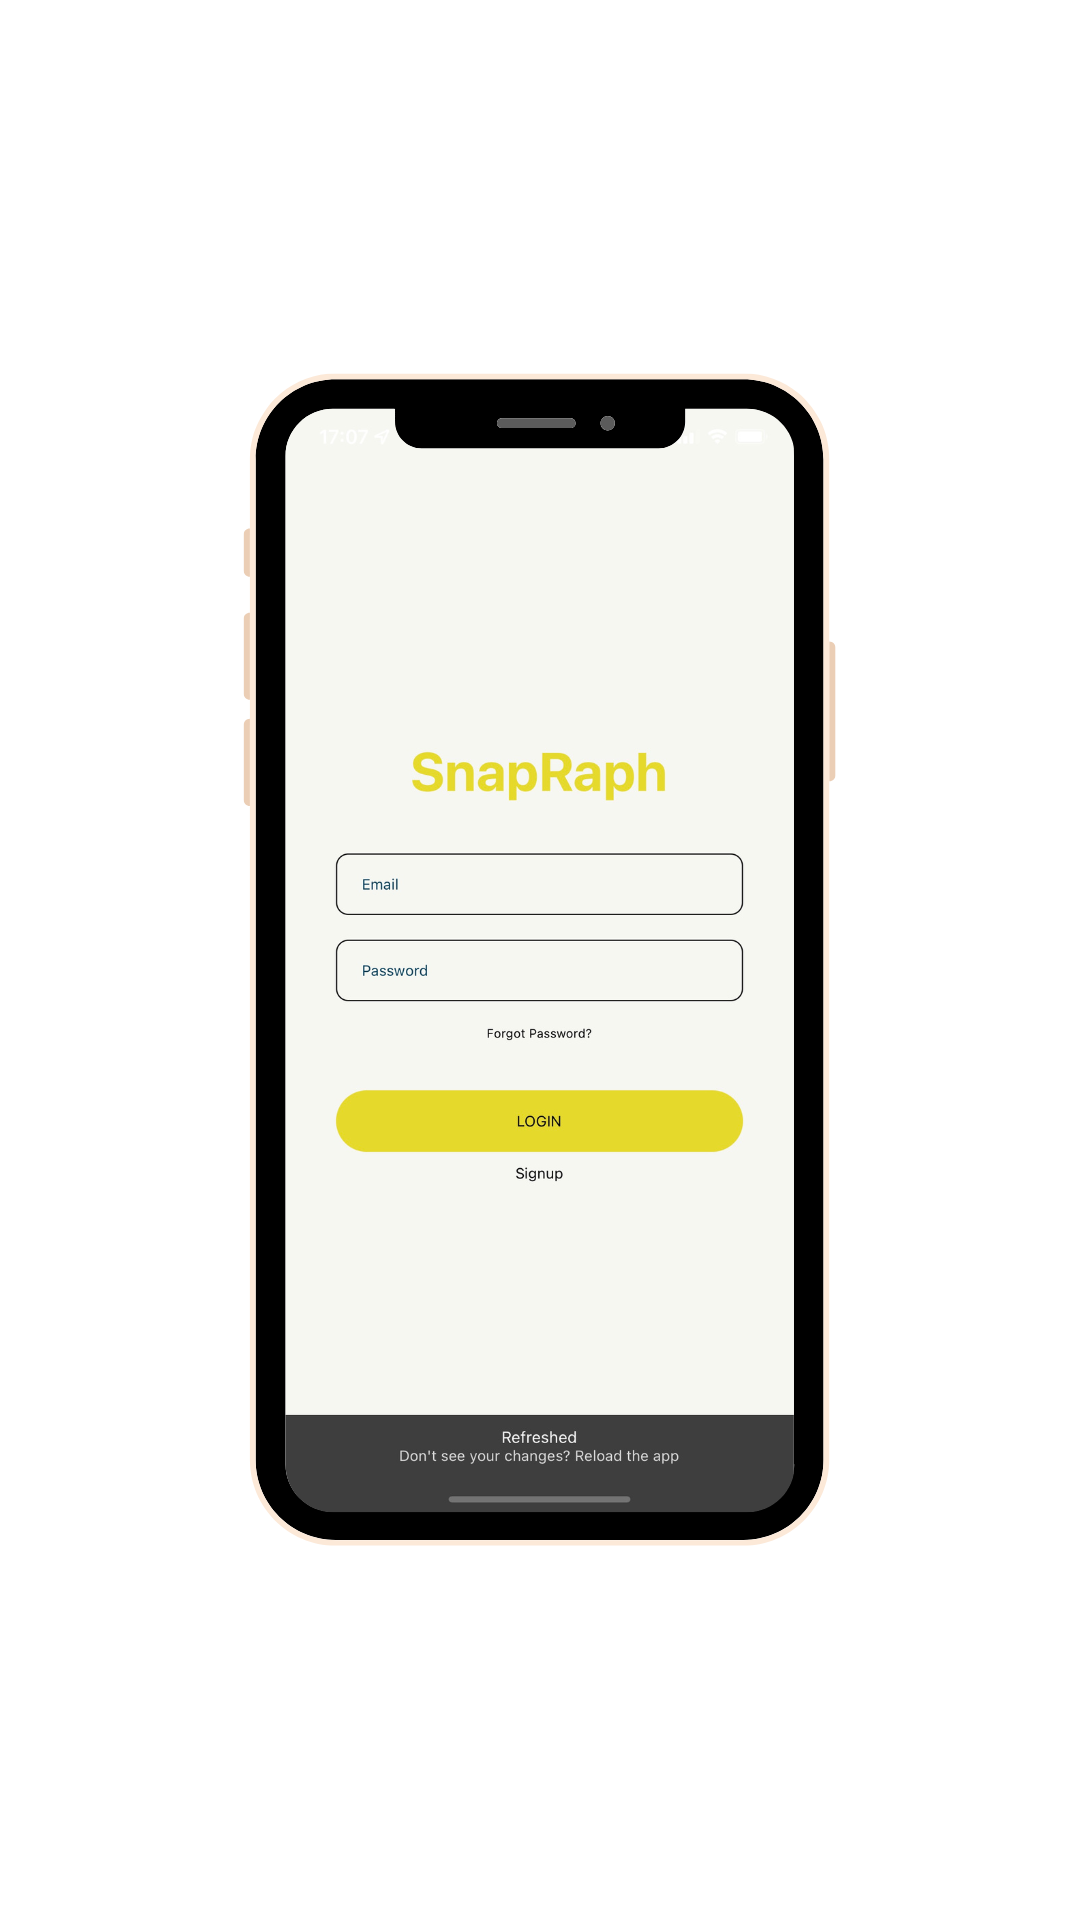 17:07
SnapRaph
Email
Password
Forgot Password?
LOGIN
Signup
Refreshed
Don't see your changes? Reload the app